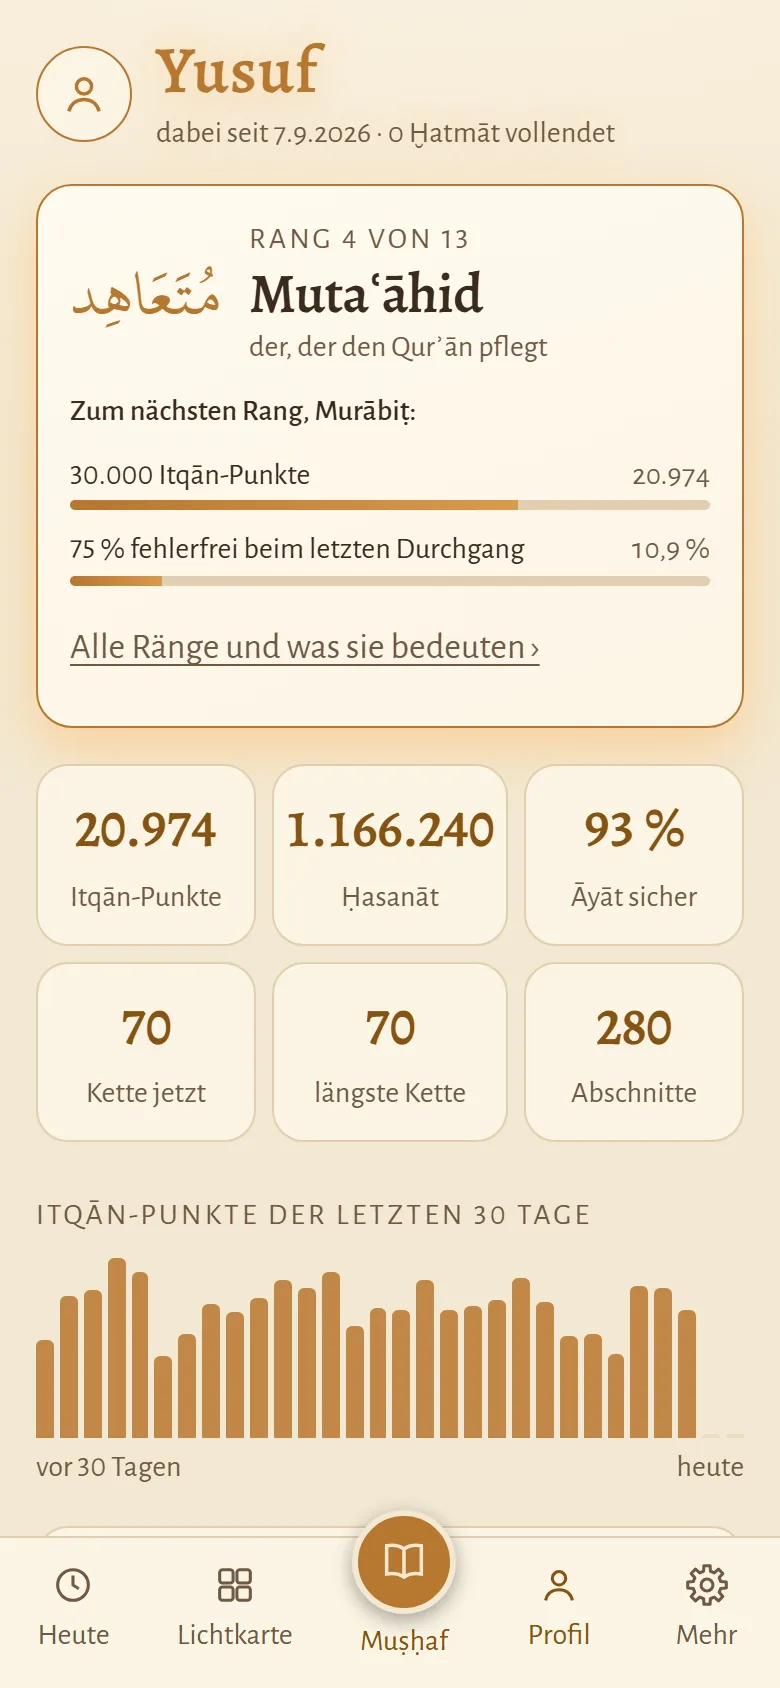 Yusuf
dabei seit 7.9.2026 · 0 Ḫatmāt vollendet
RANG 4 VON 13
مُتَعَاهِد
Mutaʿāhid
der, der den Qurʾān pflegt
Zum nächsten Rang, Murābiṭ:
30.000 Itqān-Punkte 20.974
75 % fehlerfrei beim letzten Durchgang 10,9 %
Alle Ränge und was sie bedeuten ›
20.974 1.166.240 93 %
Itqān-Punkte Ḥasanāt Āyāt sicher
70 70 280
Kette jetzt längste Kette Abschnitte
ITQĀN-PUNKTE DER LETZTEN 30 TAGE
vor 30 Tagen heute
Heute Lichtkarte Muṣḥaf Profil Mehr